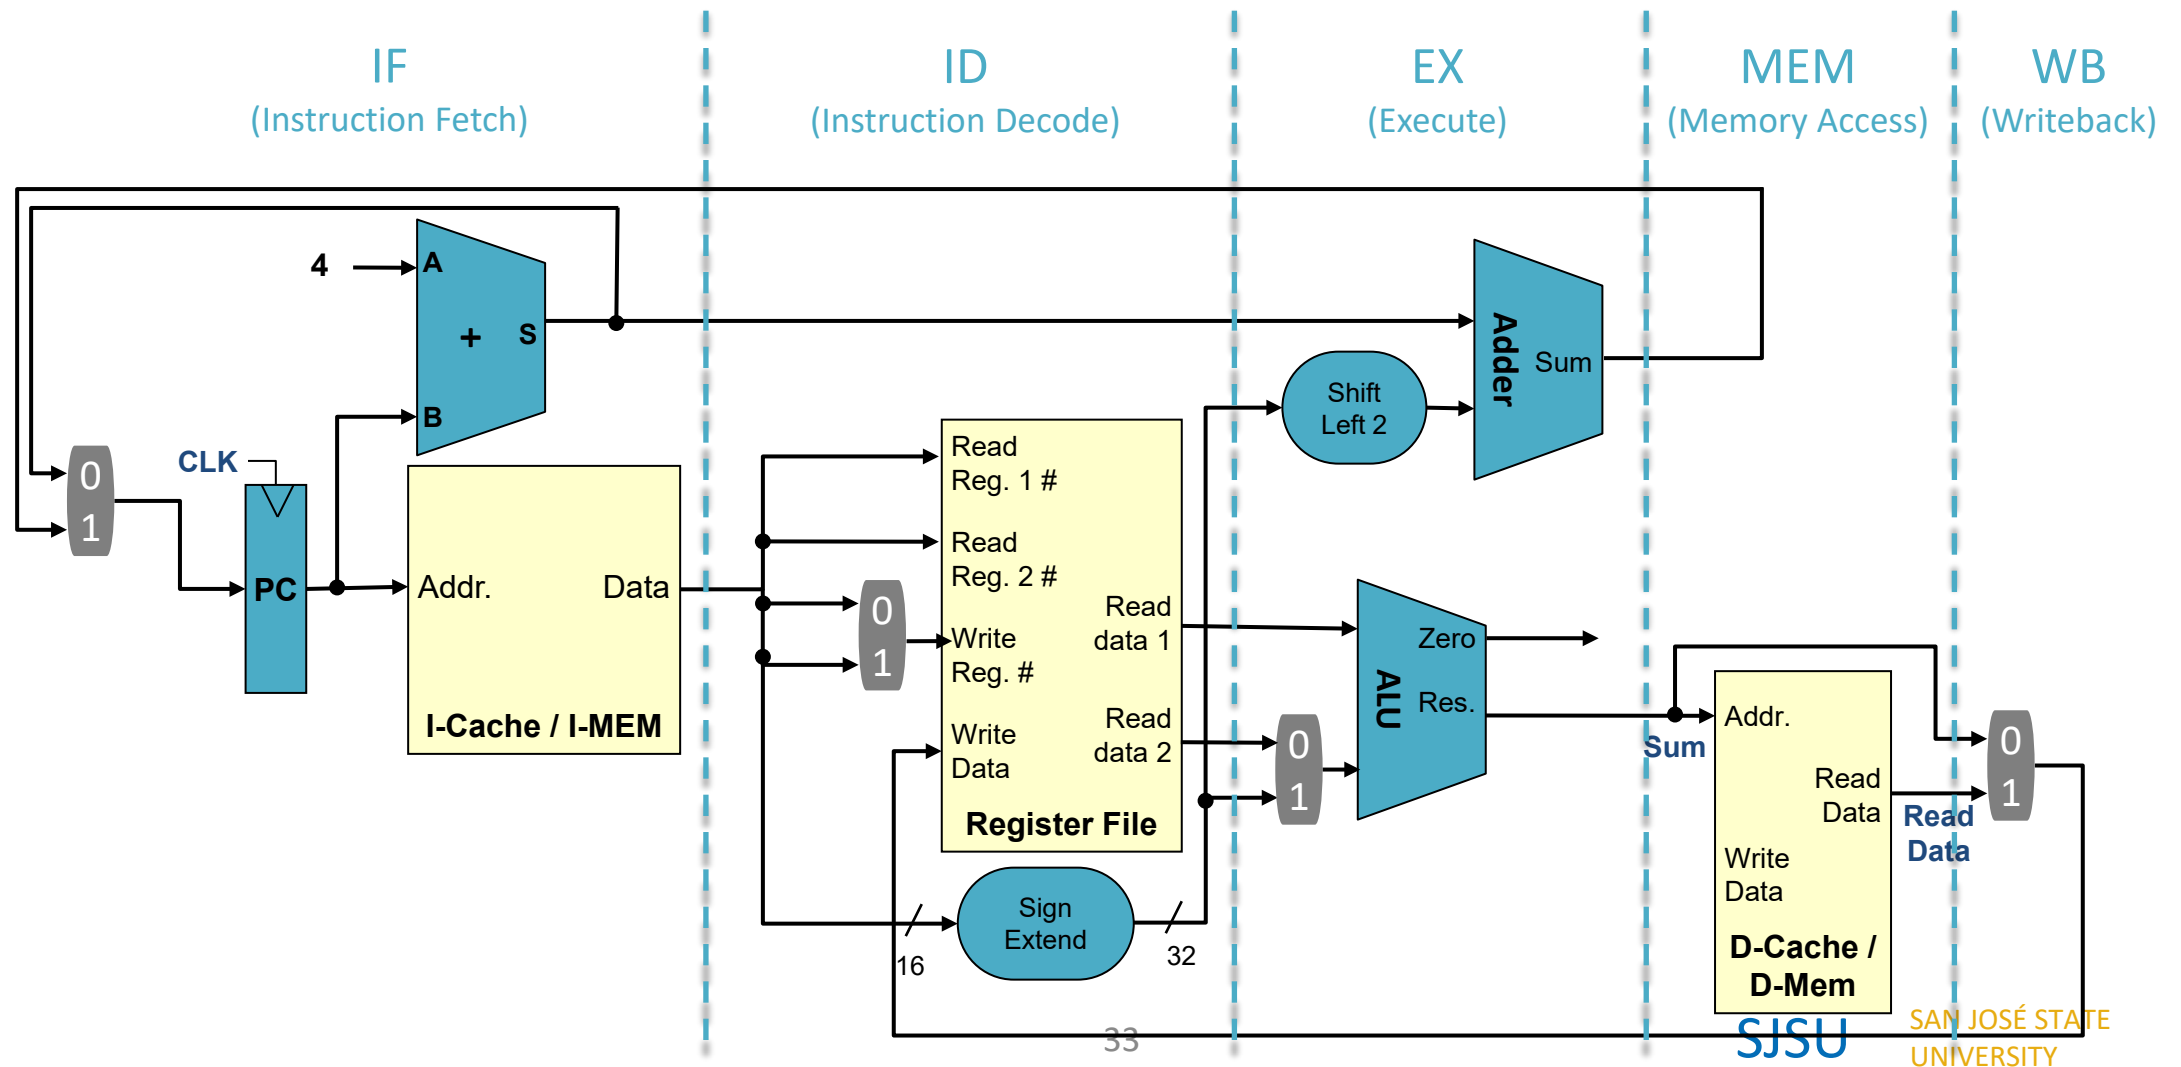 IF
(Instruction Fetch)
ID
(Instruction Decode)
EX
(Execute)
MEM
(Memory Access)
WB
(Writeback)
4
A
+
S
B
CLK
0
1
PC
Addr.
Data
I-Cache / I-MEM
Read
Reg. 1 #
Read
Reg. 2 #
0
1
Write
Reg. #
Write
Data
Read
data 1
Read
data 2
Register File
Sign
Extend
16
32
Shift
Left 2
Adder
Sum
0
1
ALU
Zero
Res.
Sum
Addr.
Read
Data
Write
Data
D-Cache /
D-Mem
Read
Data
0
1
33
SJSU
SAN JOSÉ STATE
UNIVERSITY